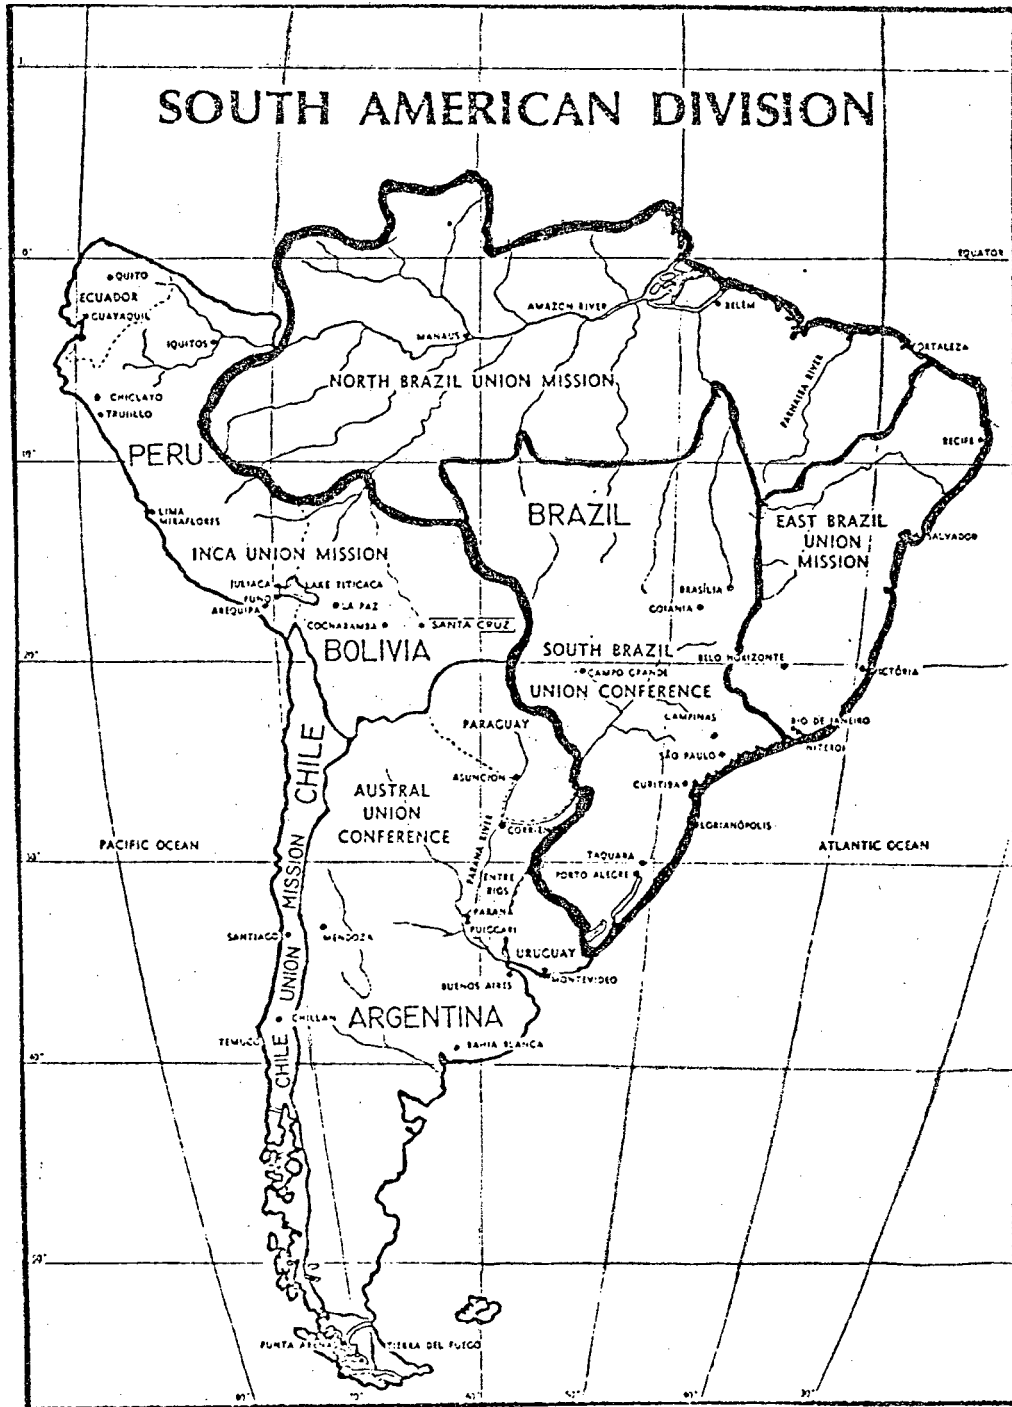 SOUTH AMERICAN DIVISION
0°
EQUATOR
QUITO
ECUADOR
GUAYAQUIL
IQUITOS
MANAUS
AMAZON RIVER
BELÉM
FORTALEZA
NORTH BRAZIL UNION MISSION
PARNAIBA RIVER
CHICLAYO
TRUJILLO
RECIFE
PERU
LIMA
MIRAFLORES
BRAZIL
EAST BRAZIL
UNION
MISSION
SALVADOR
INCA UNION MISSION
JULIACA
LAKE TITICACA
PUNO
AREQUIPA
LA PAZ
BRASÍLIA
GOIANIA
COCHABAMBA
SANTA CRUZ
BOLIVIA
SOUTH BRAZIL
UNION CONFERENCE
BELO HORIZONTE
VICTÓRIA
CAMPO GRANDE
CAMPINAS
RIO DE JANEIRO
NITEROI
SÃO PAULO
PARAGUAY
ASUNCION
CURITIBA
CHILE
AUSTRAL
UNION
CONFERENCE
PARANA RIVER
FLORIANÓPOLIS
PACIFIC OCEAN
ATLANTIC OCEAN
TAQUARA
PORTO ALEGRE
ENTRE
RIOS
PARANA
PUIGGARI
CHILE UNION MISSION
SANTIAGO
MENDOZA
URUGUAY
BUENOS AIRES
MONTEVIDEO
CHILLAN
ARGENTINA
TEMUCO
BAHIA BLANCA
40°
TIERRA DEL FUEGO